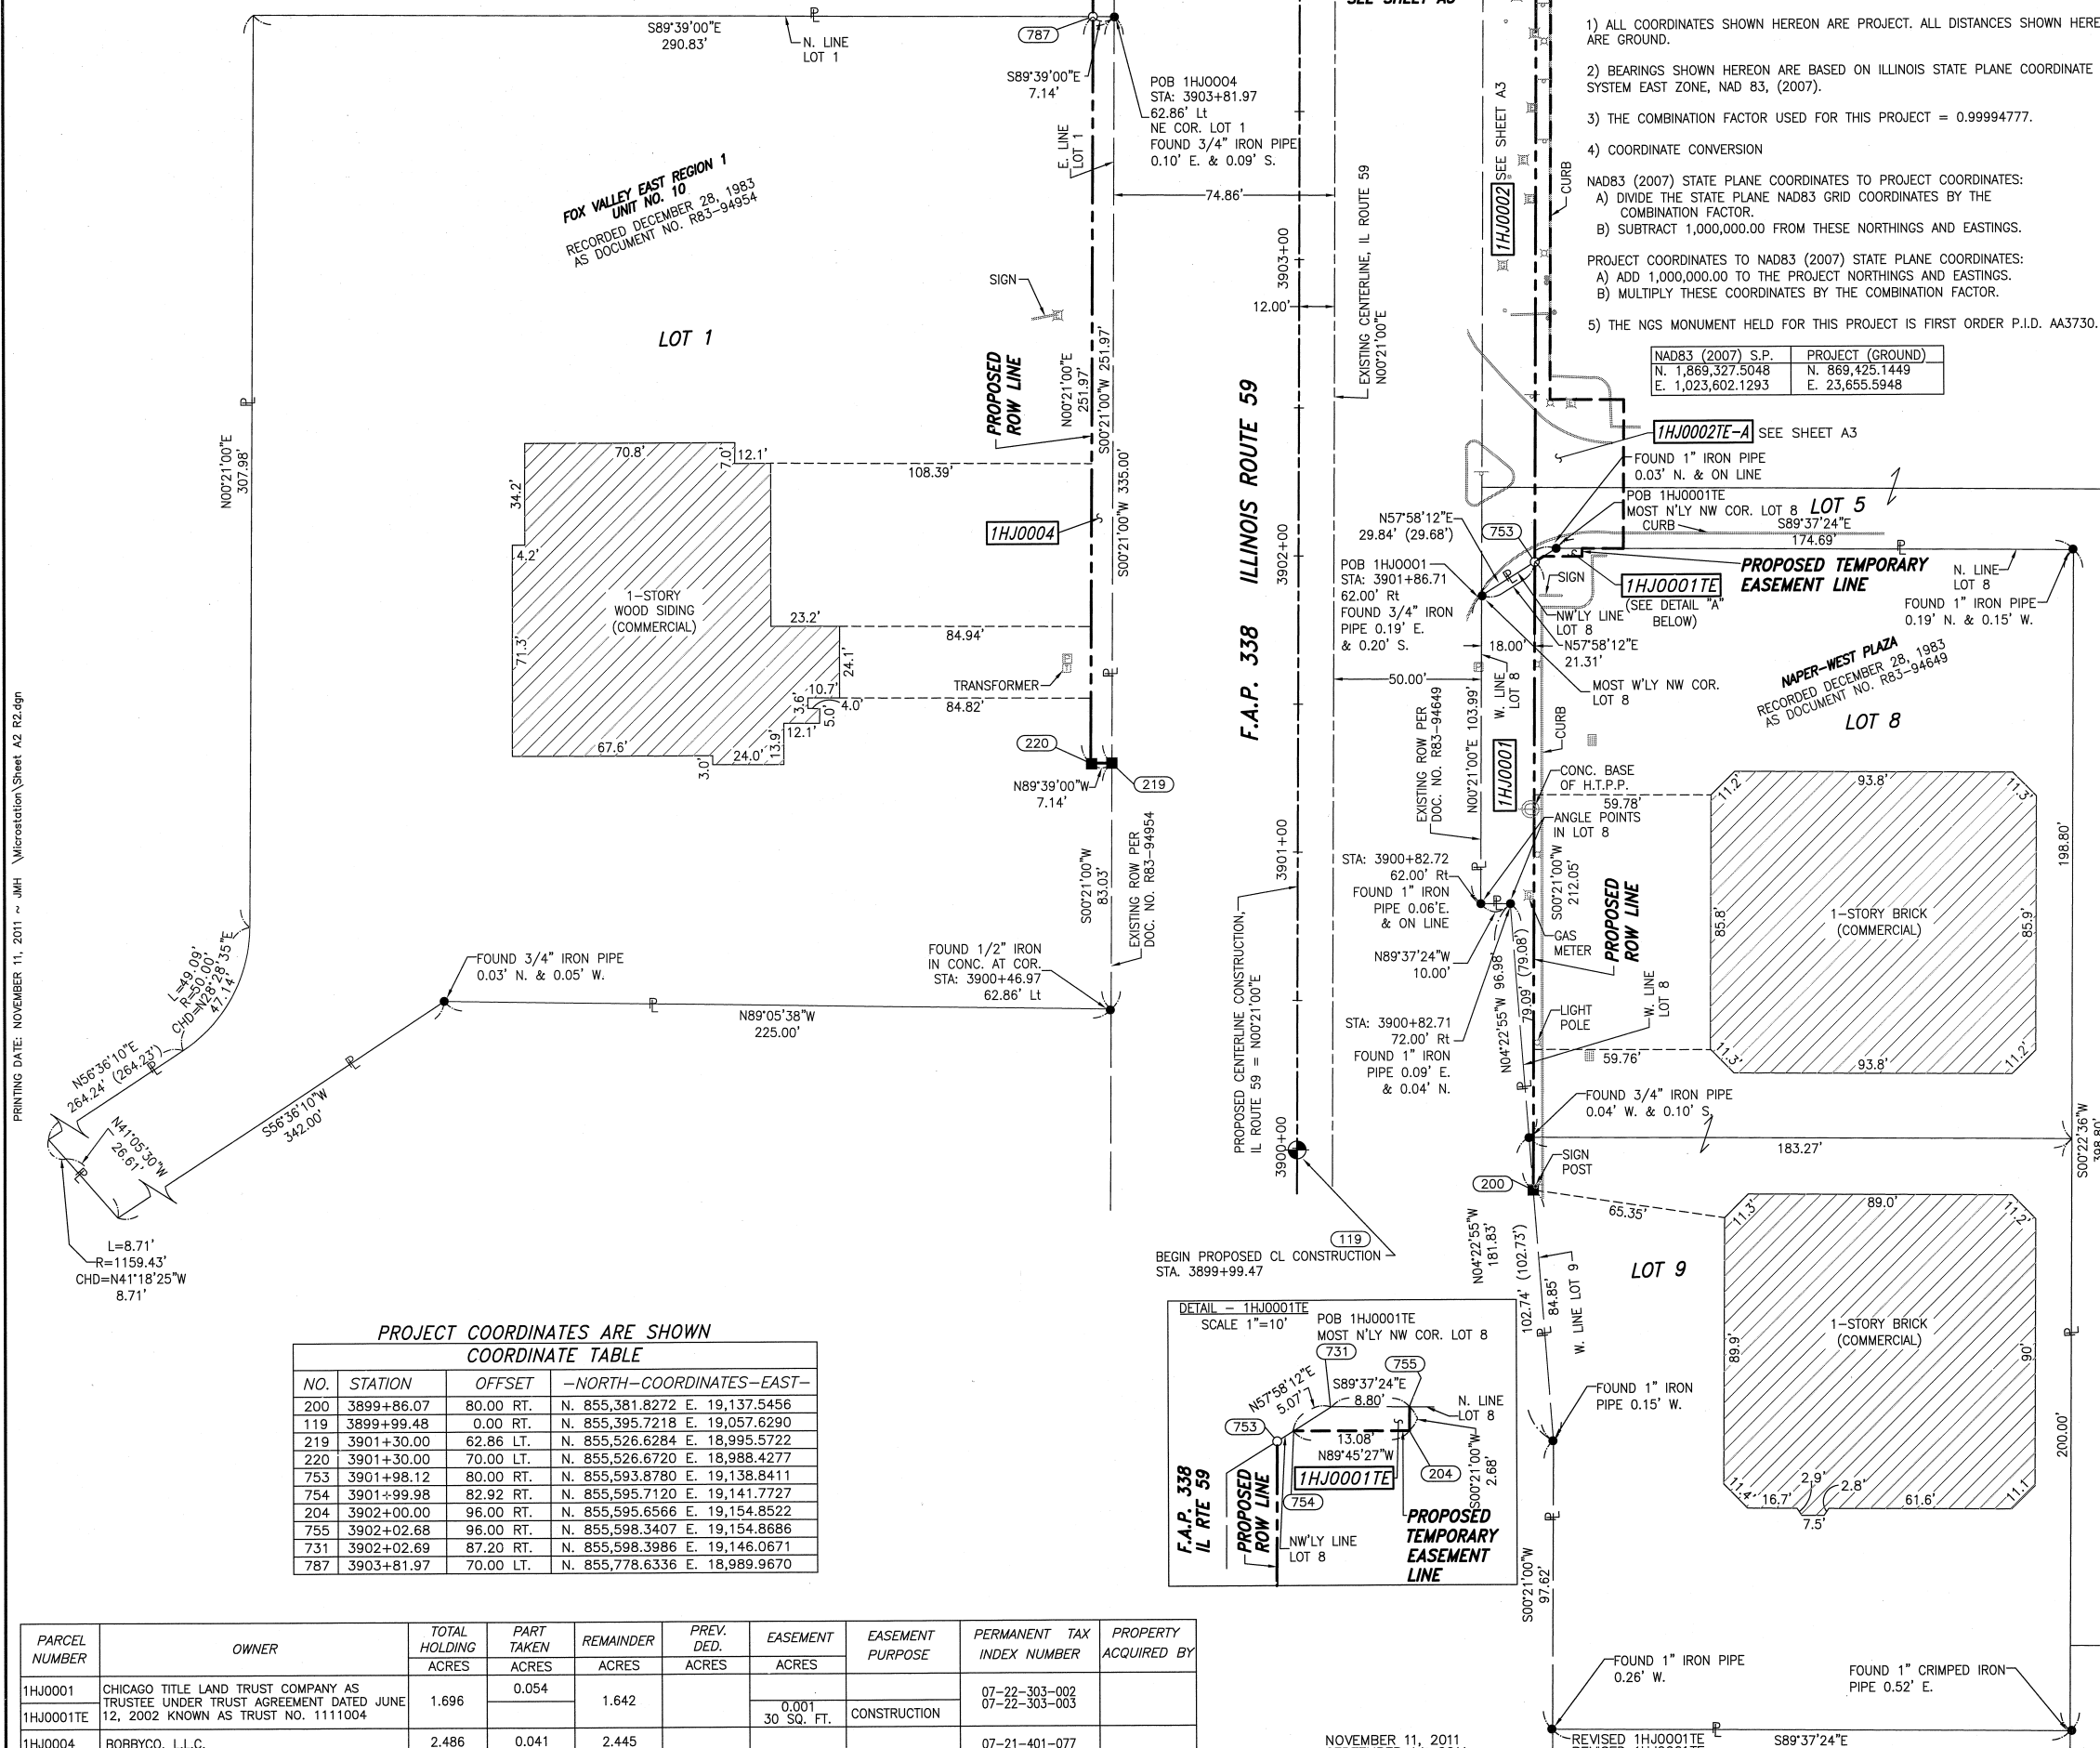 S89°39'00"E
290.83'
N. LINE
LOT 1
787
S89°39'00"E
7.14'
POB 1HJ0004
STA: 3903+81.97
62.86' Lt
NE COR. LOT 1
FOUND 3/4" IRON PIPE
0.10' E. & 0.09' S.
E. LINE
LOT 1
74.86'
FOX VALLEY EAST REGION 1
UNIT NO. 10
RECORDED DECEMBER 28, 1983
AS DOCUMENT NO. R83-94954
SIGN
LOT 1
PROPOSED
ROW LINE
N00°21'00"E
251.97'
S00°21'00"W 251.97'
S00°21'00"W 335.00'
1HJ0004
N00°21'00"E
307.98'
70.8'
7.0'
12.1'
108.39'
34.2'
4.2'
71.3'
1-STORY
WOOD SIDING
(COMMERCIAL)
23.2'
84.94'
24.1'
TRANSFORMER
10.7'
3.6'
5.0'
4.0'
84.82'
12.1'
13.9'
67.6'
24.0'
3.0'
220
219
N89°39'00"W
7.14'
S00°21'00"W
83.03'
EXISTING ROW PER
DOC. NO. R83-94954
FOUND 1/2" IRON
IN CONC. AT COR.
STA: 3900+46.97
62.86' Lt
FOUND 3/4" IRON PIPE
0.03' N. & 0.05' W.
N89°05'38"W
225.00'
L=49.09'
R=50.00'
CHD=N28°28'35"E
47.14'
N56°36'10"E
264.24' (264.23')
S56°36'10"W
342.00'
N41°05'30"W
26.61'
L=8.71'
R=1159.43'
CHD=N41°18'25"W
8.71'
PRINTING DATE: NOVEMBER 11, 2011 ~ JMH \Microstation\Sheet A2 R2.dgn
SEE SHEET A3
F.A.P. 338 ILLINOIS ROUTE 59
3903+00
12.00'
EXISTING CENTERLINE, IL ROUTE 59
N00°21'00"E
3902+00
3901+00
3900+00
PROPOSED CENTERLINE CONSTRUCTION,
IL ROUTE 59 = N00°21'00"E
119
BEGIN PROPOSED CL CONSTRUCTION
STA. 3899+99.47
1HJ0002 SEE SHEET A3
CURB
1) ALL COORDINATES SHOWN HEREON ARE PROJECT. ALL DISTANCES SHOWN HERE
ARE GROUND.
2) BEARINGS SHOWN HEREON ARE BASED ON ILLINOIS STATE PLANE COORDINATE
SYSTEM EAST ZONE, NAD 83, (2007).
3) THE COMBINATION FACTOR USED FOR THIS PROJECT = 0.99994777.
4) COORDINATE CONVERSION
NAD83 (2007) STATE PLANE COORDINATES TO PROJECT COORDINATES:
A) DIVIDE THE STATE PLANE NAD83 GRID COORDINATES BY THE
COMBINATION FACTOR.
B) SUBTRACT 1,000,000.00 FROM THESE NORTHINGS AND EASTINGS.
PROJECT COORDINATES TO NAD83 (2007) STATE PLANE COORDINATES:
A) ADD 1,000,000.00 TO THE PROJECT NORTHINGS AND EASTINGS.
B) MULTIPLY THESE COORDINATES BY THE COMBINATION FACTOR.
5) THE NGS MONUMENT HELD FOR THIS PROJECT IS FIRST ORDER P.I.D. AA3730.
NAD83 (2007) S.P. PROJECT (GROUND)
N. 1,869,327.5048 N. 869,425.1449
E. 1,023,602.1293 E. 23,655.5948
1HJ0002TE-A SEE SHEET A3
FOUND 1" IRON PIPE
0.03' N. & ON LINE
POB 1HJ0001TE
MOST N'LY NW COR. LOT 8
LOT 5
CURB
S89°37'24"E
174.69'
N57°58'12"E
29.84' (29.68')
753
POB 1HJ0001
STA: 3901+86.71
62.00' Rt
FOUND 3/4" IRON
PIPE 0.19' E.
& 0.20' S.
SIGN
1HJ0001TE
(SEE DETAIL "A"
BELOW)
PROPOSED TEMPORARY
EASEMENT LINE
N. LINE
LOT 8
FOUND 1" IRON PIPE
0.19' N. & 0.15' W.
NW'LY LINE
LOT 8
18.00'
N57°58'12"E
21.31'
50.00'
MOST W'LY NW COR.
LOT 8
NAPER-WEST PLAZA
RECORDED DECEMBER 28, 1983
AS DOCUMENT NO. R83-94649
LOT 8
EXISTING ROW PER
DOC. NO. R83-94649
N00°21'00"E 103.99'
W. LINE
LOT 8
1HJ0001
CURB
CONC. BASE
OF H.T.P.P.
59.78'
ANGLE POINTS
IN LOT 8
STA: 3900+82.72
62.00' Rt
FOUND 1" IRON
PIPE 0.06'E.
& ON LINE
N89°37'24"W
10.00'
S00°21'00"W
212.05'
GAS
METER
PROPOSED
ROW LINE
STA: 3900+82.71
72.00' Rt
FOUND 1" IRON
PIPE 0.09' E.
& 0.04' N.
N04°22'55"W 96.98'
79.09' (79.08')
W. LINE
LOT 8
LIGHT
POLE
59.76'
11.2'
93.8'
11.3'
85.8'
1-STORY BRICK
(COMMERCIAL)
85.9'
11.3'
93.8'
11.2'
198.80'
FOUND 3/4" IRON PIPE
0.04' W. & 0.10' S.
183.27'
S00°22'36"W
398.80'
SIGN
POST
200
65.35'
N04°22'55"W
181.83'
102.74' (102.73')
84.85'
W. LINE LOT 9
LOT 9
11.3'
89.0'
11.2'
89.9'
1-STORY BRICK
(COMMERCIAL)
90'
11.4'
16.7'
2.9'
2.8'
7.5'
61.6'
11.1
FOUND 1" IRON
PIPE 0.15' W.
200.00'
S00°21'00"W
97.62'
FOUND 1" IRON PIPE
0.26' W.
FOUND 1" CRIMPED IRON
PIPE 0.52' E.
S89°37'24"E
DETAIL - 1HJ0001TE
SCALE 1"=10'
POB 1HJ0001TE
MOST N'LY NW COR. LOT 8
731
755
N57°58'12"E
5.07'
S89°37'24"E
8.80'
N. LINE
LOT 8
753
13.08'
N89°45'27"W
1HJ0001TE
204
S00°21'00"W
2.68'
754
F.A.P. 338
IL RTE 59
PROPOSED
ROW LINE
NW'LY LINE
LOT 8
PROPOSED
TEMPORARY
EASEMENT
LINE
PROJECT COORDINATES ARE SHOWN
COORDINATE TABLE
NO. STATION OFFSET -NORTH-COORDINATES-EAST-
200 3899+86.07 80.00 RT. N. 855,381.8272 E. 19,137.5456
119 3899+99.48 0.00 RT. N. 855,395.7218 E. 19,057.6290
219 3901+30.00 62.86 LT. N. 855,526.6284 E. 18,995.5722
220 3901+30.00 70.00 LT. N. 855,526.6720 E. 18,988.4277
753 3901+98.12 80.00 RT. N. 855,593.8780 E. 19,138.8411
754 3901+99.98 82.92 RT. N. 855,595.7120 E. 19,141.7727
204 3902+00.00 96.00 RT. N. 855,595.6566 E. 19,154.8522
755 3902+02.68 96.00 RT. N. 855,598.3407 E. 19,154.8686
731 3902+02.69 87.20 RT. N. 855,598.3986 E. 19,146.0671
787 3903+81.97 70.00 LT. N. 855,778.6336 E. 18,989.9670
PARCEL NUMBER OWNER TOTAL HOLDING PART TAKEN REMAINDER PREV. DED. EASEMENT EASEMENT PURPOSE PERMANENT TAX INDEX NUMBER PROPERTY ACQUIRED BY
ACRES ACRES ACRES ACRES ACRES
1HJ0001 CHICAGO TITLE LAND TRUST COMPANY AS 0.054 07-22-303-002
TRUSTEE UNDER TRUST AGREEMENT DATED JUNE 1.696 1.642 07-22-303-003
1HJ0001TE 12, 2002 KNOWN AS TRUST NO. 1111004 0.001 CONSTRUCTION
30 SQ. FT.
1HJ0004 BOBBYCO, L.L.C. 2.486 0.041 2.445 07-21-401-077
NOVEMBER 11, 2011 REVISED 1HJ0001TE